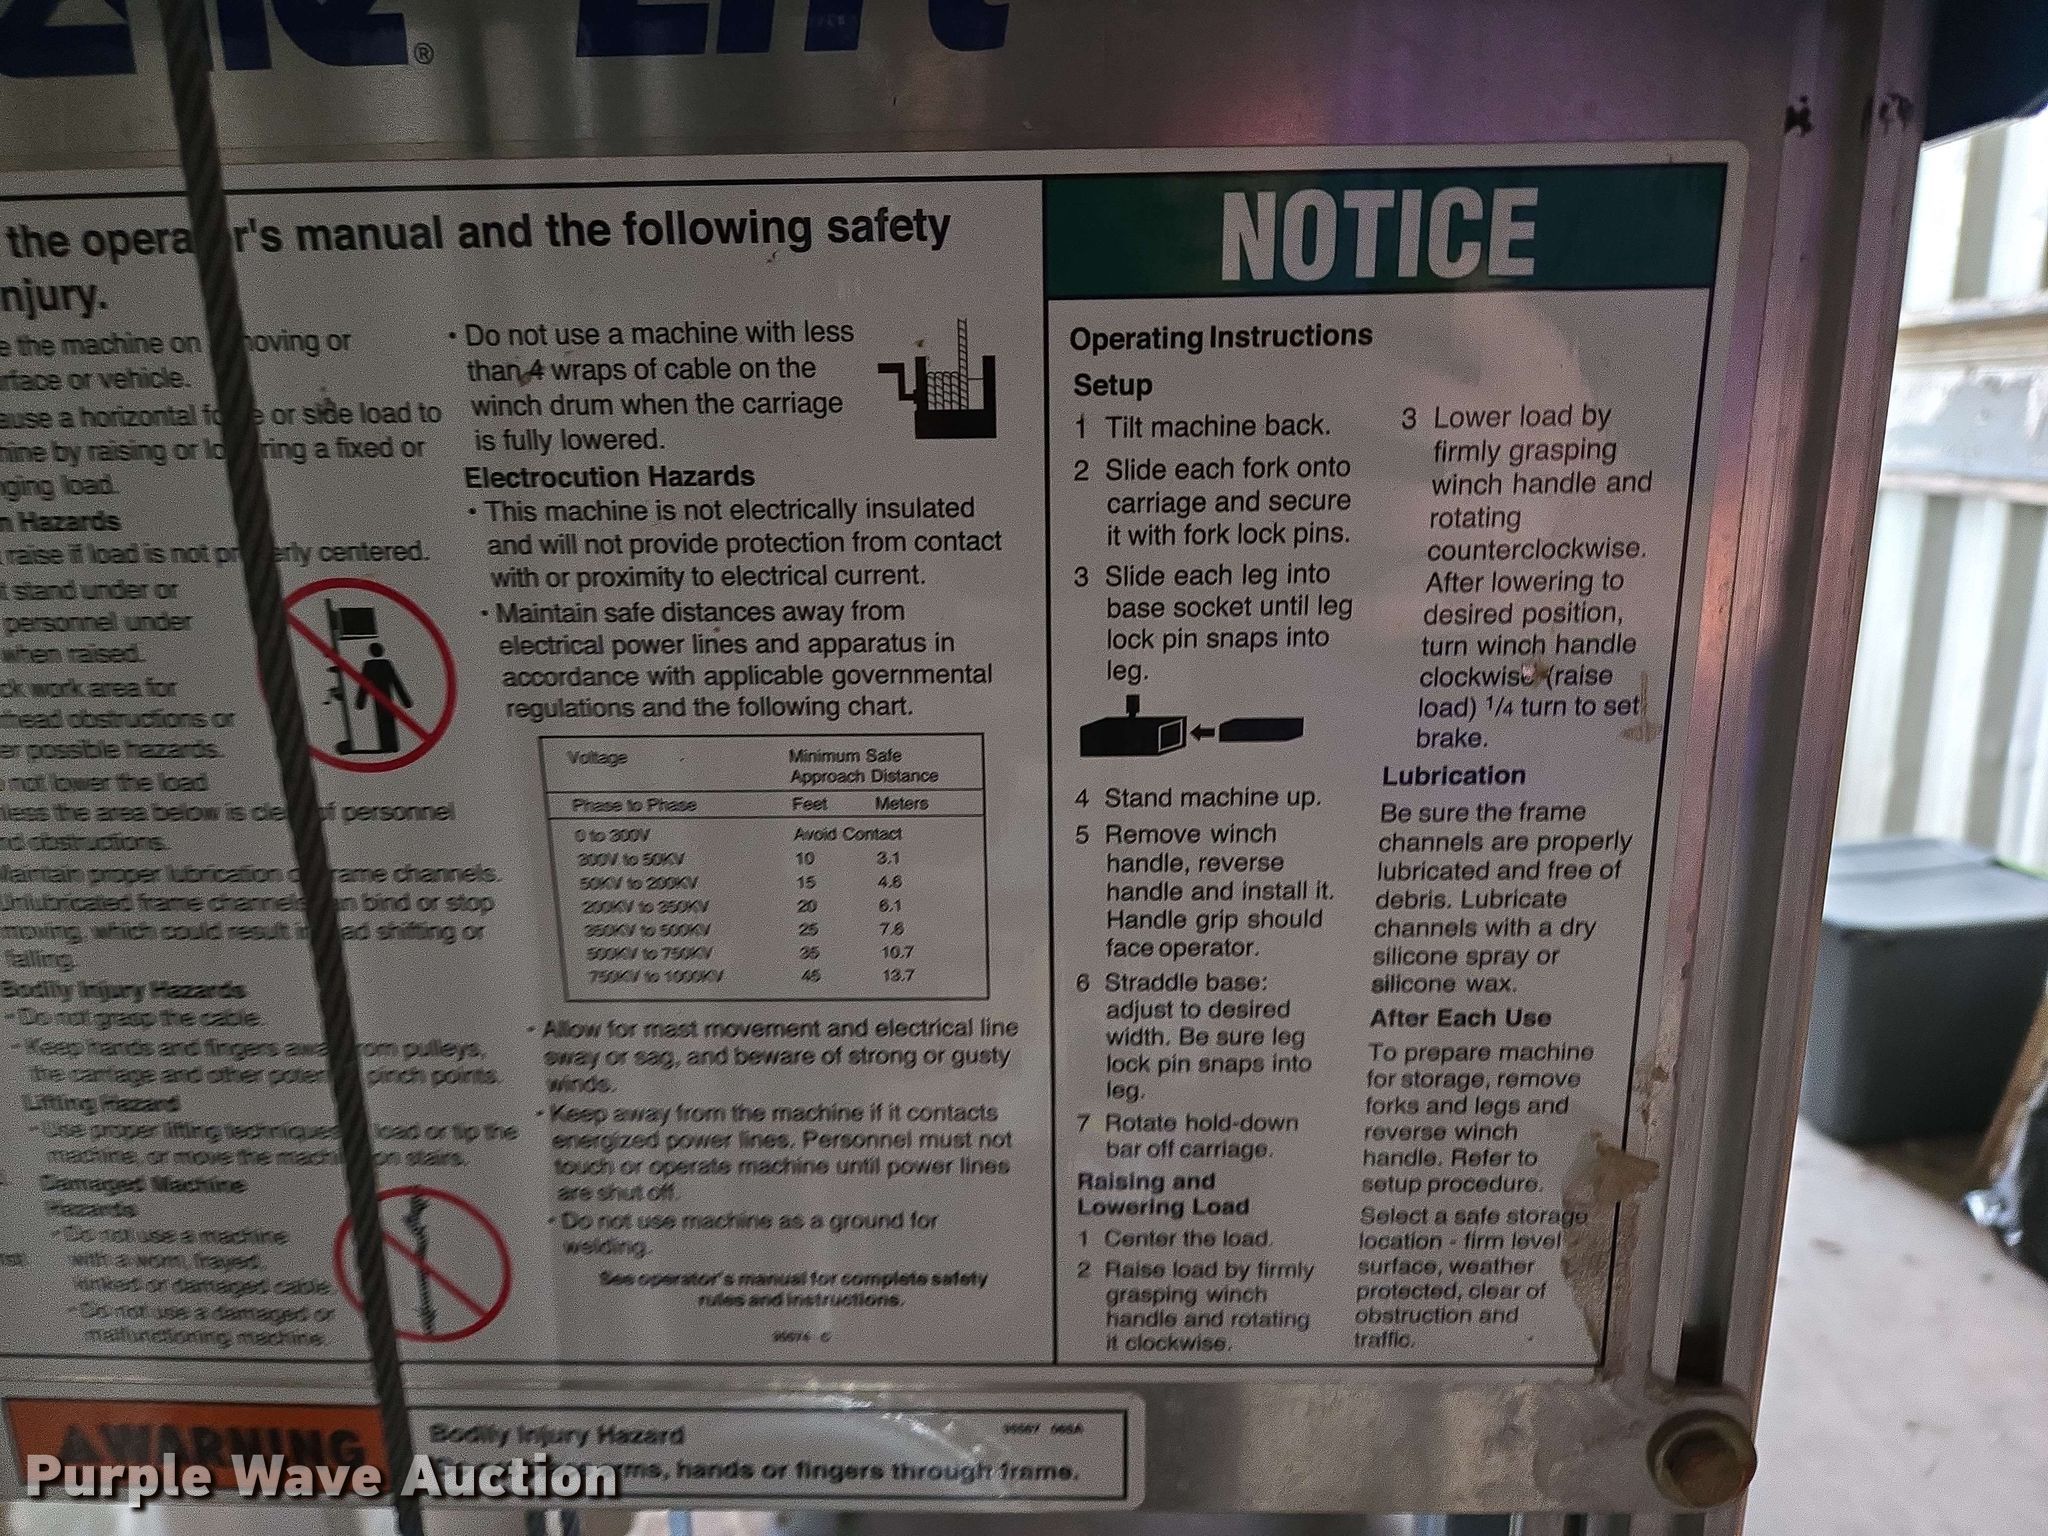 Lift
®
the operator's manual and the following safety
njury.
e the machine on moving or
rface or vehicle.
ause a horizontal or side load to
hine by raising or lowering a fixed or
ging load.
n Hazards
raise if load is not properly centered.
t stand under or
personnel under
when raised.
ck work area for
rhead obstructions or
er possible hazards.
not lower the load
less the area below is clear of personnel
nd obstructions.
Maintain proper lubrication of frame channels.
Unlubricated frame channels can bind or stop
moving, which could result in load shifting or
falling.
Bodily Injury Hazards
- Do not grasp the cable.
- Keep hands and fingers away from pulleys,
the carriage and other potential pinch points.
Lifting Hazard
- Use proper lifting techniques load or tip the
machine, or move the machine on stairs.
Damaged Machine
Hazards
- Do not use a machine
with a worn, frayed,
kinked or damaged cable.
- Do not use a damaged or
malfunctioning machine.
• Do not use a machine with less
than 4 wraps of cable on the
winch drum when the carriage
is fully lowered.
Electrocution Hazards
• This machine is not electrically insulated
and will not provide protection from contact
with or proximity to electrical current.
• Maintain safe distances away from
electrical power lines and apparatus in
accordance with applicable governmental
regulations and the following chart.
Voltage Minimum Safe
Approach Distance
Phase to Phase Feet Meters
0 to 300V Avoid Contact
300V to 50KV 10 3.1
50KV to 200KV 15 4.6
200KV to 350KV 20 6.1
350KV to 500KV 25 7.6
500KV to 750KV 35 10.7
750KV to 1000KV 45 13.7
- Allow for mast movement and electrical line
sway or sag, and beware of strong or gusty
winds.
- Keep away from the machine if it contacts
energized power lines. Personnel must not
touch or operate machine until power lines
are shut off.
- Do not use machine as a ground for
welding.
See operator's manual for complete safety
rules and instructions.
NOTICE
Operating Instructions
Setup
1 Tilt machine back.
2 Slide each fork onto
carriage and secure
it with fork lock pins.
3 Slide each leg into
base socket until leg
lock pin snaps into
leg.
4 Stand machine up.
5 Remove winch
handle, reverse
handle and install it.
Handle grip should
face operator.
6 Straddle base:
adjust to desired
width. Be sure leg
lock pin snaps into
leg.
7 Rotate hold-down
bar off carriage.
Raising and
Lowering Load
1 Center the load.
2 Raise load by firmly
grasping winch
handle and rotating
it clockwise.
3 Lower load by
firmly grasping
winch handle and
rotating
counterclockwise.
After lowering to
desired position,
turn winch handle
clockwise (raise
load) 1/4 turn to set
brake.
Lubrication
Be sure the frame
channels are properly
lubricated and free of
debris. Lubricate
channels with a dry
silicone spray or
silicone wax.
After Each Use
To prepare machine
for storage, remove
forks and legs and
reverse winch
handle. Refer to
setup procedure.
Select a safe storage
location - firm level
surface, weather
protected, clear of
obstruction and
traffic.
WARNING
Bodily Injury Hazard
arms, hands or fingers through frame.
Purple Wave Auction